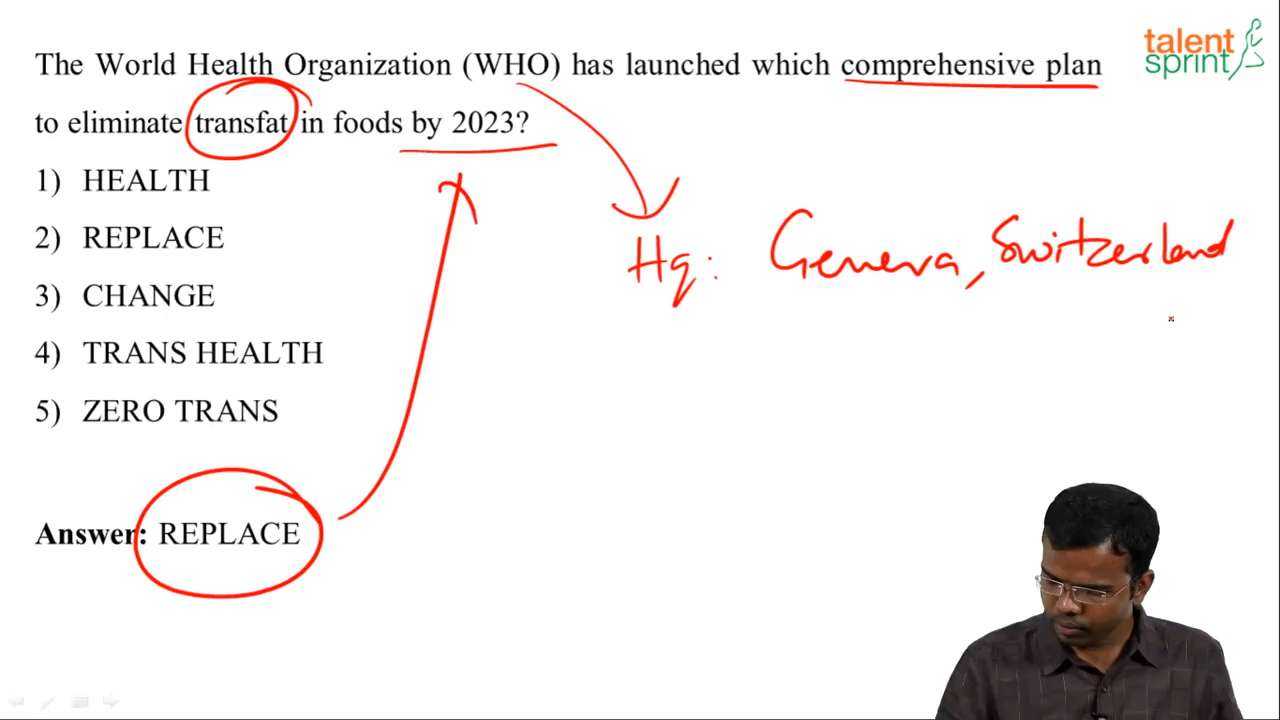 talent
sprint
The World Health Organization (WHO) has launched which comprehensive plan
to eliminate transfat in foods by 2023?
1) HEALTH
2) REPLACE
3) CHANGE
4) TRANS HEALTH
5) ZERO TRANS
Hq: Geneva, Switzerland
Answer: REPLACE